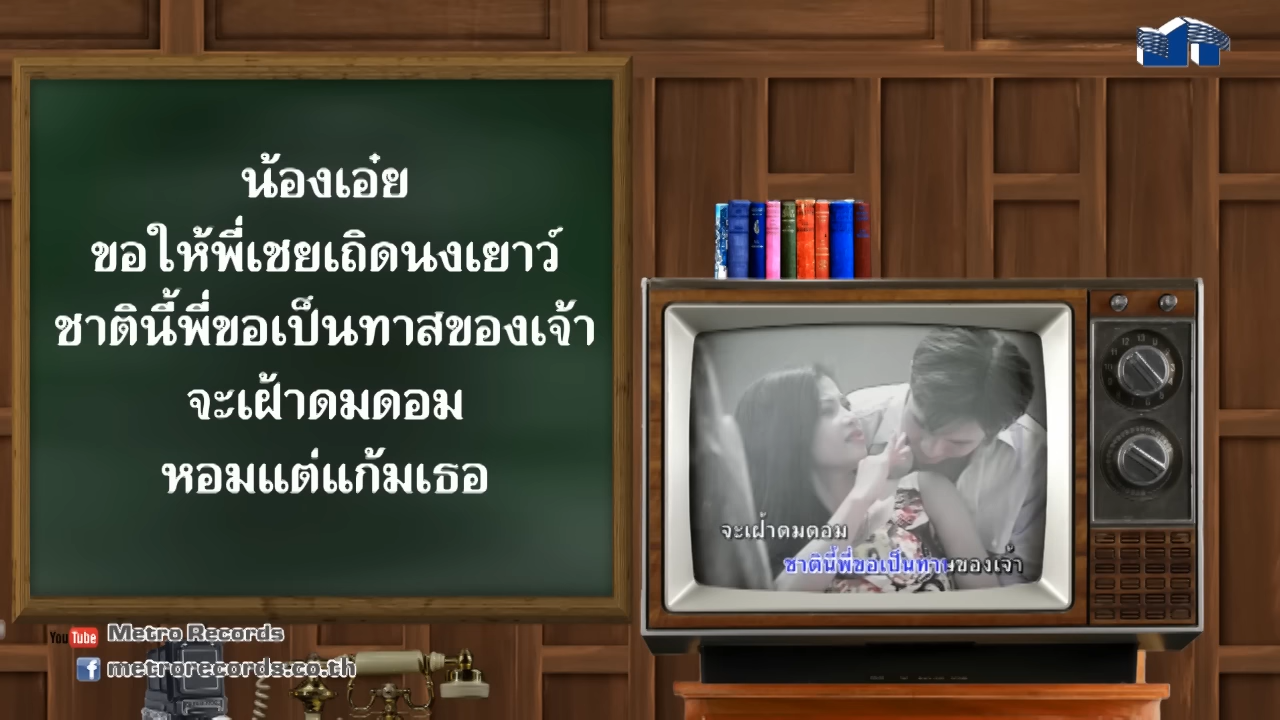 น้องเอ๋ย
ขอให้พี่เชยเถิดนงเยาว์
ชาตินี้พี่ขอเป็นทาสของเจ้า
จะเฝ้าดมดอม
หอมแต่แก้มเธอ
จะเฝ้าดมดอม
ชาตินี้พี่ขอเป็นทาษของเจ้า
You Tube Metro Records
f metrorecords.co.th